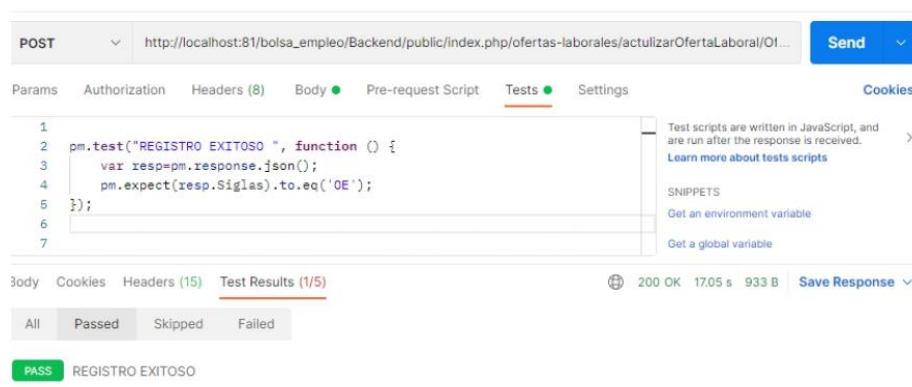 POST http://localhost:81/bolsa_empleo/Backend/public/index.php/ofertas-laborales/actulizarOfertaLaboral/Of... Send
Params Authorization Headers (8) Body Pre-request Script Tests Settings Cookies
1
2 pm.test("REGISTRO EXITOSO ", function () {
3 var resp=pm.response.json();
4 pm.expect(resp.Siglas).to.eq('OE');
5 });
6
7
Test scripts are written in JavaScript, and
are run after the response is received.
Learn more about tests scripts
SNIPPETS
Get an environment variable
Get a global variable
Body Cookies Headers (15) Test Results (1/5) 200 OK 17.05 s 933 B Save Response
All Passed Skipped Failed
PASS REGISTRO EXITOSO